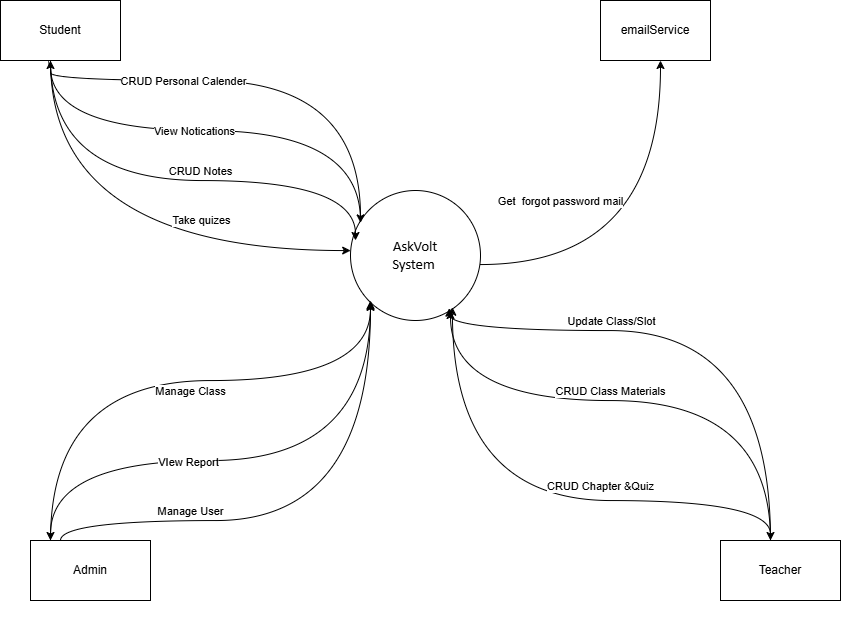 Student
emailService
CRUD Personal Calender
View Notications
CRUD Notes
Get  forgot password mail
Take quizes
AskVolt
System
Update Class/Slot
Manage Class
CRUD Class Materials
VIew Report
CRUD Chapter &Quiz
Manage User
Admin
Teacher